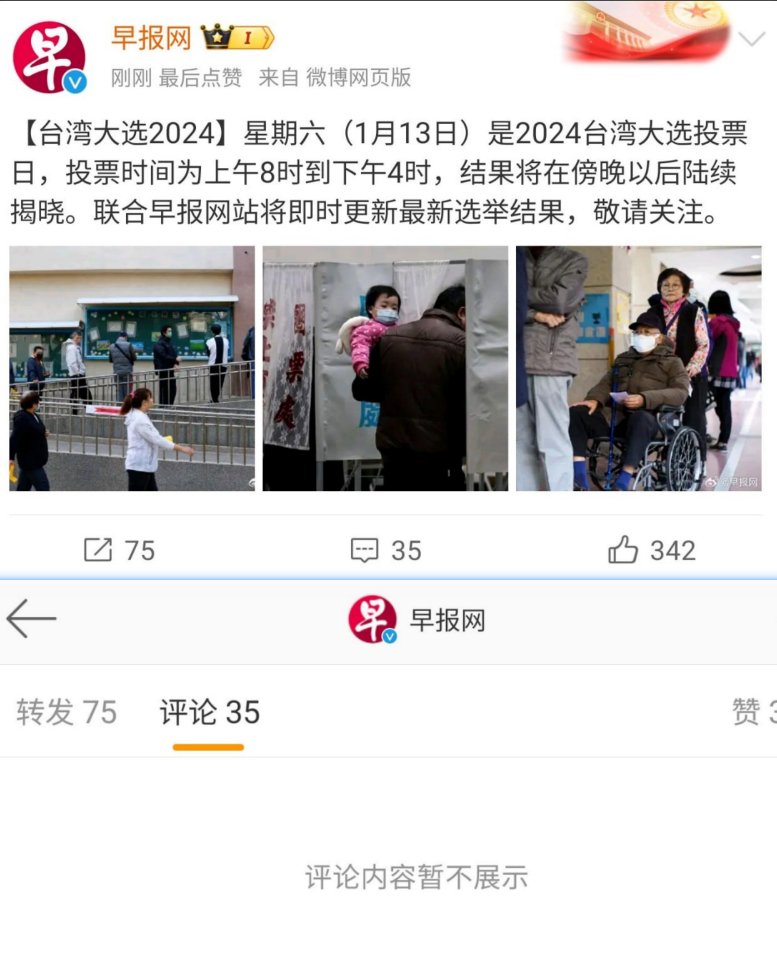 早
早报网
I
刚刚 最后点赞 来自 微博网页版
【台湾大选2024】星期六（1月13日）是2024台湾大选投票
日，投票时间为上午8时到下午4时，结果将在傍晚以后陆续
揭晓。联合早报网站将即时更新最新选举结果，敬请关注。
圈票處
處
@早报网
75
35
342
早
早报网
转发 75
评论 35
赞 3
评论内容暂不展示